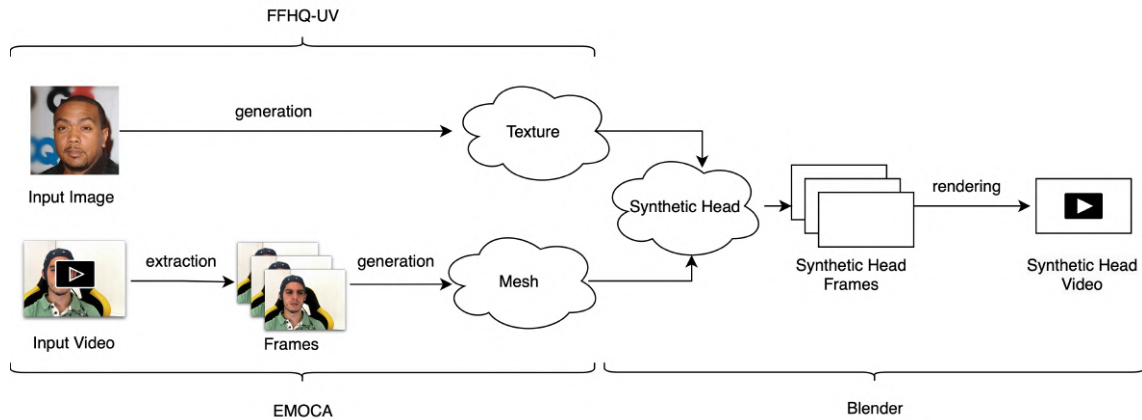 FFHQ-UV
generation
Texture
Input Image
Synthetic Head
rendering
extraction
generation
Mesh
Synthetic Head
Frames
Synthetic Head
Video
Input Video
Frames
EMOCA
Blender